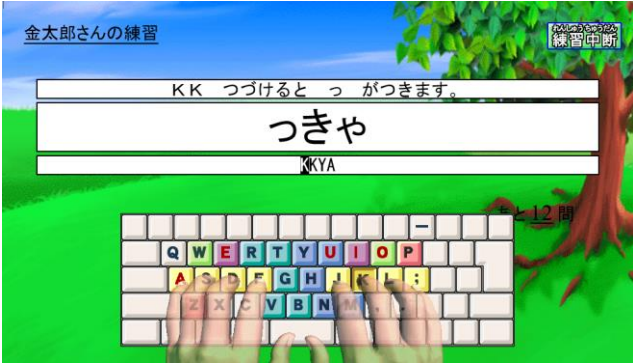 金太郎さんの練習
れんしゅうちゅうだん
練習中断
KK つづけると っ がつきます。
っきゃ
KKYA
あと12問
Q W E R T Y U I O P
A S D F G H J K L ;
Z X C V B N M , .